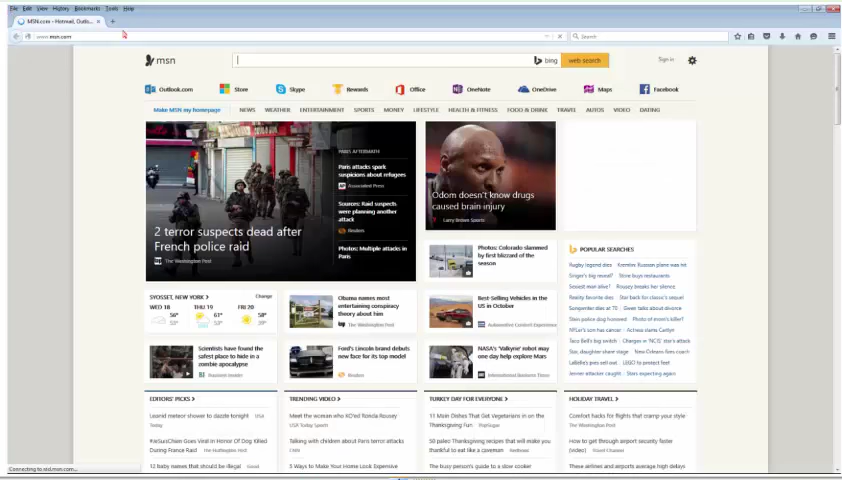 File Edit View History Bookmarks Tools Help
MSN.com - Hotmail, Outlo...
www.msn.com
Search
msn
bing
web search
Sign in
Outlook.com
Store
Skype
Rewards
Office
OneNote
OneDrive
Maps
Facebook
Make MSN my homepage
NEWS
WEATHER
ENTERTAINMENT
SPORTS
MONEY
LIFESTYLE
HEALTH & FITNESS
FOOD & DRINK
TRAVEL
AUTOS
VIDEO
DATING
2 terror suspects dead after
French police raid
The Washington Post
PARIS AFTERMATH
Paris attacks spark
suspicions about refugees
Associated Press
Sources: Raid suspects
were planning another
attack
Reuters
Photos: Multiple attacks in
Paris
Odom doesn't know drugs
caused brain injury
Larry Brown Sports
Photos: Colorado slammed
by first blizzard of the
season
POPULAR SEARCHES
Rugby legend dies
Kremlin: Russian plane was hit
Ginger's big reveal?
Stone buys restaurants
Sexiest man alive?
Rousey breaks her silence
Reality favorite dies
Star back for classic's sequel
Songwriter dies at 70
Sheer talks about divorce
Slain police dog honored
Photo of mom's killer?
NFLer's son has cancer
Actress slams Caitlyn
Taco Bell's big switch
Charges in 'NCIS' star's attack
Star, daughter share stage
New Orleans fires coach
LaBelle's pies sell out
LEGO to protect feet
Jenner attacker caught
Stars expecting again
SYOSSET, NEW YORK
Change
WED 18
THU 19
FRI 20
56°
61°
58°
Obama names most
entertaining conspiracy
theory about him
The Washington Post
Best-Selling Vehicles in the
US in October
Automotive Content Experience
Scientists have found the
safest place to hide in a
zombie apocalypse
Business Insider
Ford's Lincoln brand debuts
new face for its top model
Reuters
NASA's 'Valkyrie' robot may
one day help explore Mars
International Business Times
EDITORS' PICKS
Leonid meteor shower to dazzle tonight USA
Today
#JeSuisChien Goes Viral In Honor Of Dog Killed
During France Raid The Huffington Post
12 baby names that should be illegal
TRENDING VIDEO
Meet the woman who KO'ed Ronda Rousey
USA Today Sports
Talking with children about Paris terror attacks
CNN
5 Ways to Make Your Home Look Expensive
TURKEY DAY FOR EVERYONE
11 Main Dishes That Get Vegetarians in on the
Thanksgiving Fun PopSugar
50 paleo Thanksgiving recipes that will make you
thankful to eat like a caveman Redbook
The busy person's guide to a slow cooker
HOLIDAY TRAVEL
Comfort hacks for flights that cramp your style
The Washington Post
How to get through airport security faster
(video) Travel Channel
These airlines and airports average high delays
Connecting to otd.msn.com...